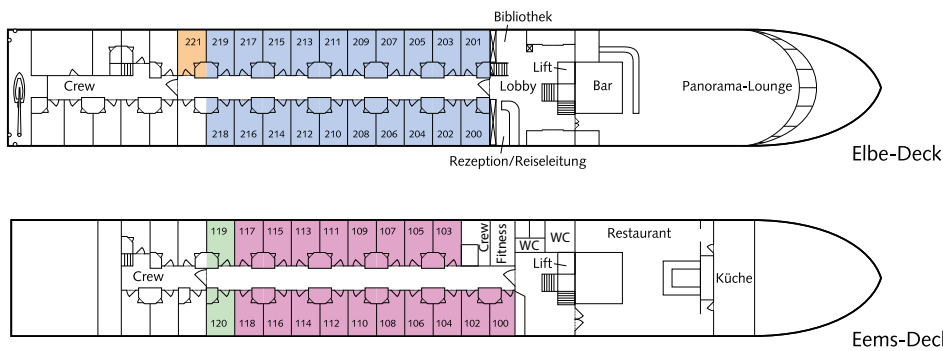 Bibliothek
221 219 217 215 213 211 209 207 205 203 201
Crew
Lobby
Lift
Bar
Panorama-Lounge
218 216 214 212 210 208 206 204 202 200
Rezeption/Reiseleitung
Elbe-Deck
119 117 115 113 111 109 107 105 103
Crew
Fitness
WC
WC
Restaurant
Crew
Lift
Küche
120 118 116 114 112 110 108 106 104 102 100
Eems-Deck